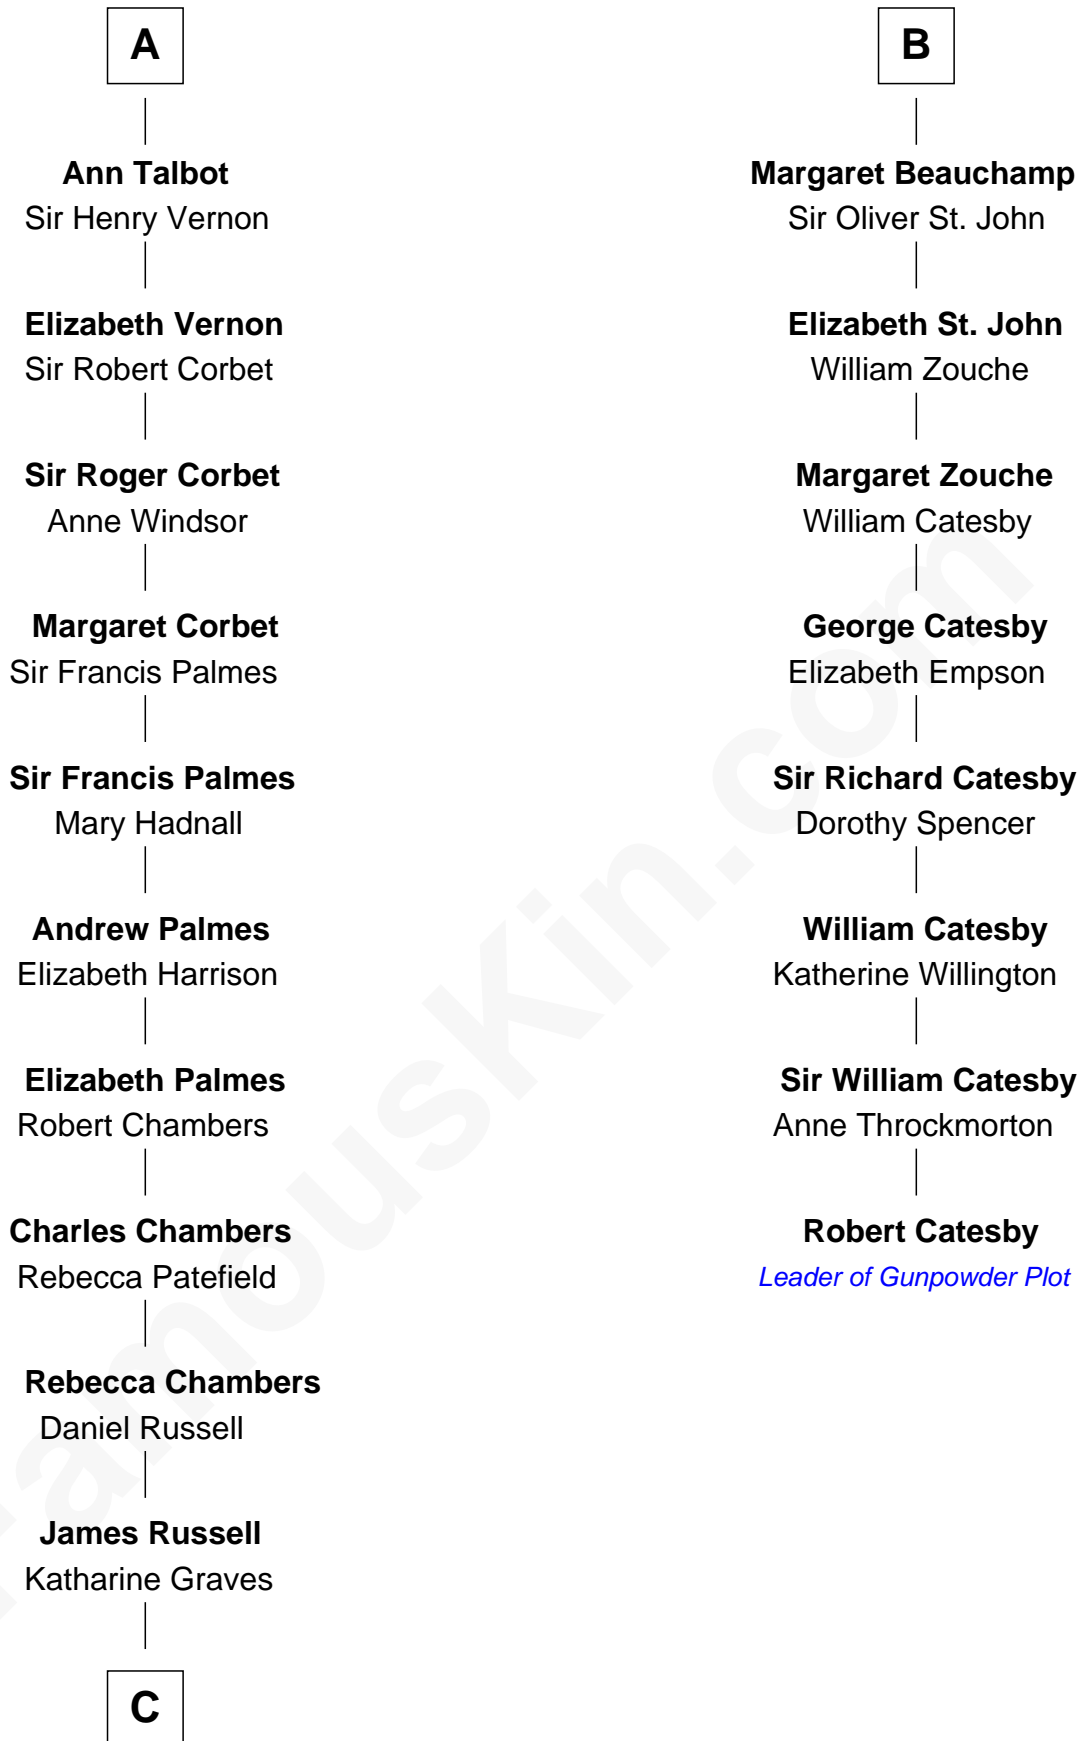 A
Ann Talbot
Sir Henry Vernon
Elizabeth Vernon
Sir Robert Corbet
Sir Roger Corbet
Anne Windsor
Margaret Corbet
Sir Francis Palmes
Sir Francis Palmes
Mary Hadnall
Andrew Palmes
Elizabeth Harrison
Elizabeth Palmes
Robert Chambers
Charles Chambers
Rebecca Patefield
Rebecca Chambers
Daniel Russell
James Russell
Katharine Graves
C
B
Margaret Beauchamp
Sir Oliver St. John
Elizabeth St. John
William Zouche
Margaret Zouche
William Catesby
George Catesby
Elizabeth Empson
Sir Richard Catesby
Dorothy Spencer
William Catesby
Katherine Willington
Sir William Catesby
Anne Throckmorton
Robert Catesby
Leader of Gunpowder Plot
FamousKin.com